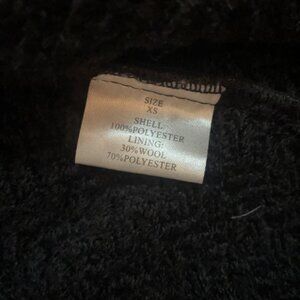 SIZE
XS
SHELL:
100%POLYESTER
LINING:
30%WOOL
70%POLYESTER